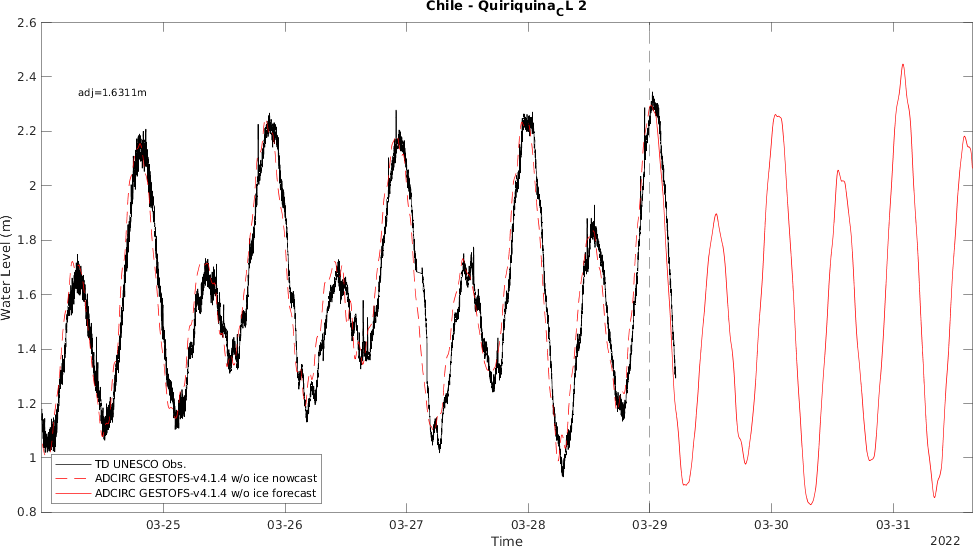 Chile - Quiriquina_CL 2
adj=1.6311m
Water Level (m)
2.6
2.4
2.2
2
1.8
1.6
1.4
1.2
1
0.8
TD UNESCO Obs.
ADCIRC GESTOFS-v4.1.4 w/o ice nowcast
ADCIRC GESTOFS-v4.1.4 w/o ice forecast
03-25 03-26 03-27 03-28 03-29 03-30 03-31
Time
2022